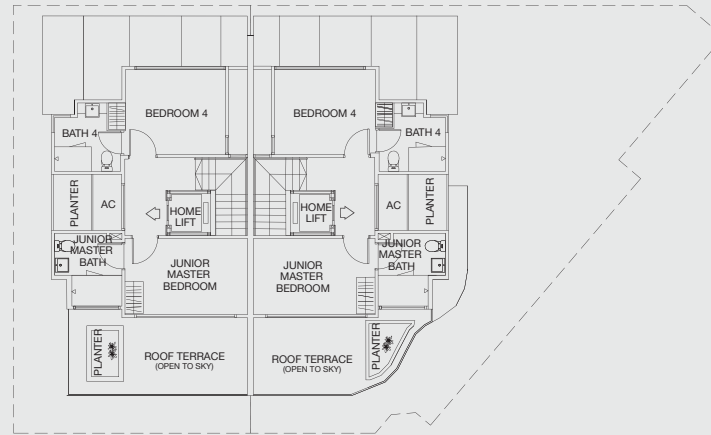 BEDROOM 4
BEDROOM 4
BATH 4
BATH 4
PLANTER
AC
HOME
LIFT
HOME
LIFT
AC
PLANTER
JUNIOR
MASTER
BATH
JUNIOR
MASTER
BEDROOM
JUNIOR
MASTER
BEDROOM
JUNIOR
MASTER
BATH
PLANTER
ROOF TERRACE
(OPEN TO SKY)
ROOF TERRACE
(OPEN TO SKY)
PLANTER